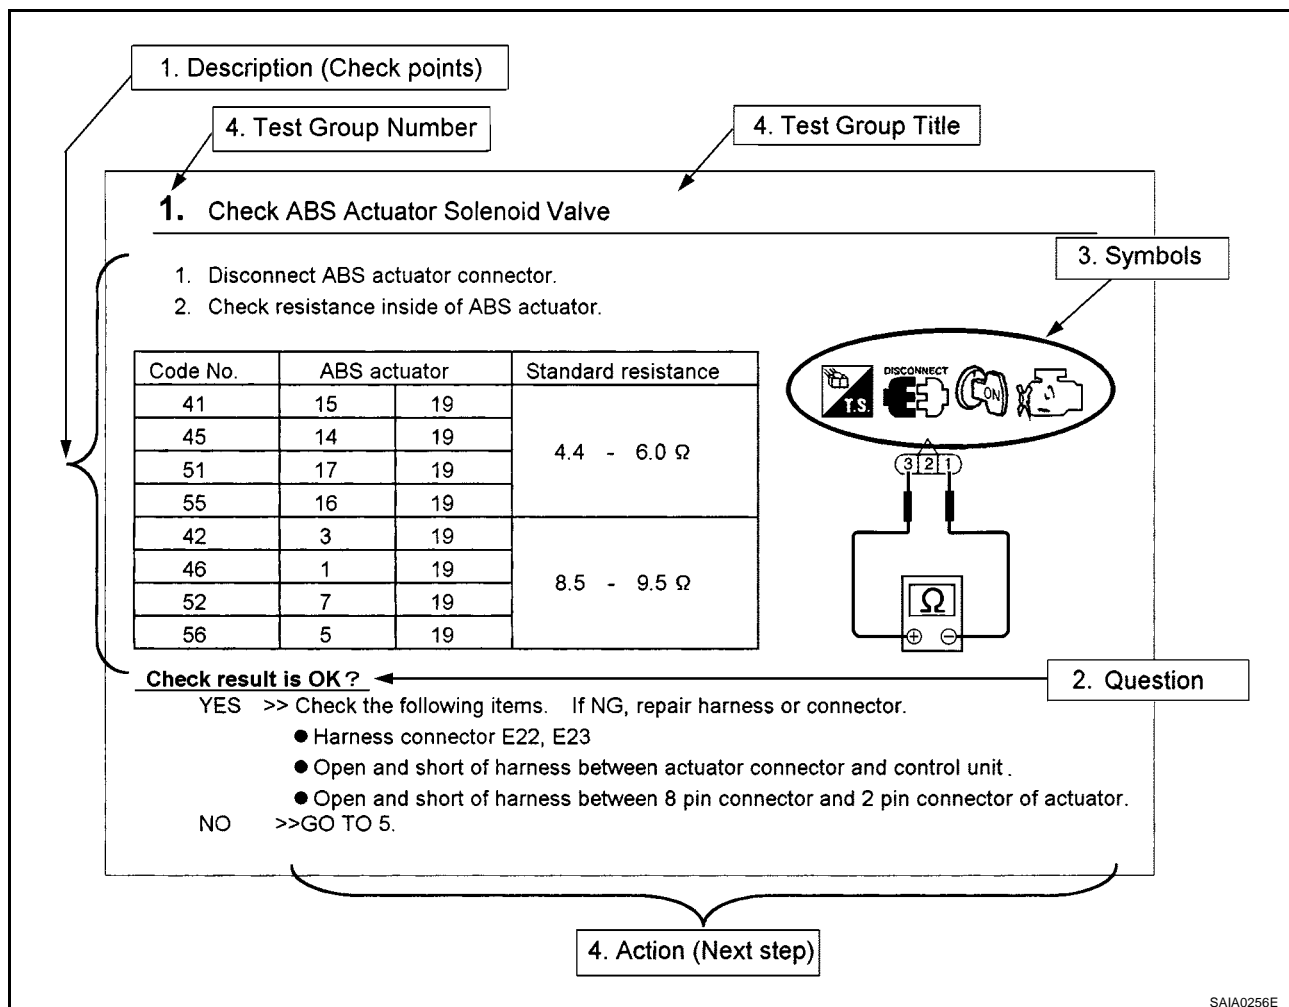 1. Description (Check points)
4. Test Group Number
4. Test Group Title
1. Check ABS Actuator Solenoid Valve
3. Symbols
1. Disconnect ABS actuator connector.
2. Check resistance inside of ABS actuator.
Code No. ABS actuator Standard resistance
41 15 19
45 14 19
4.4 - 6.0 Ω
51 17 19
55 16 19
42 3 19
46 1 19
8.5 - 9.5 Ω
52 7 19
56 5 19
DISCONNECT
T.S.
ON
3 2 1
Ω
⊕ ⊖
Check result is OK?
2. Question
YES >> Check the following items. If NG, repair harness or connector.
● Harness connector E22, E23
● Open and short of harness between actuator connector and control unit.
● Open and short of harness between 8 pin connector and 2 pin connector of actuator.
NO >>GO TO 5.
4. Action (Next step)
SAIA0256E